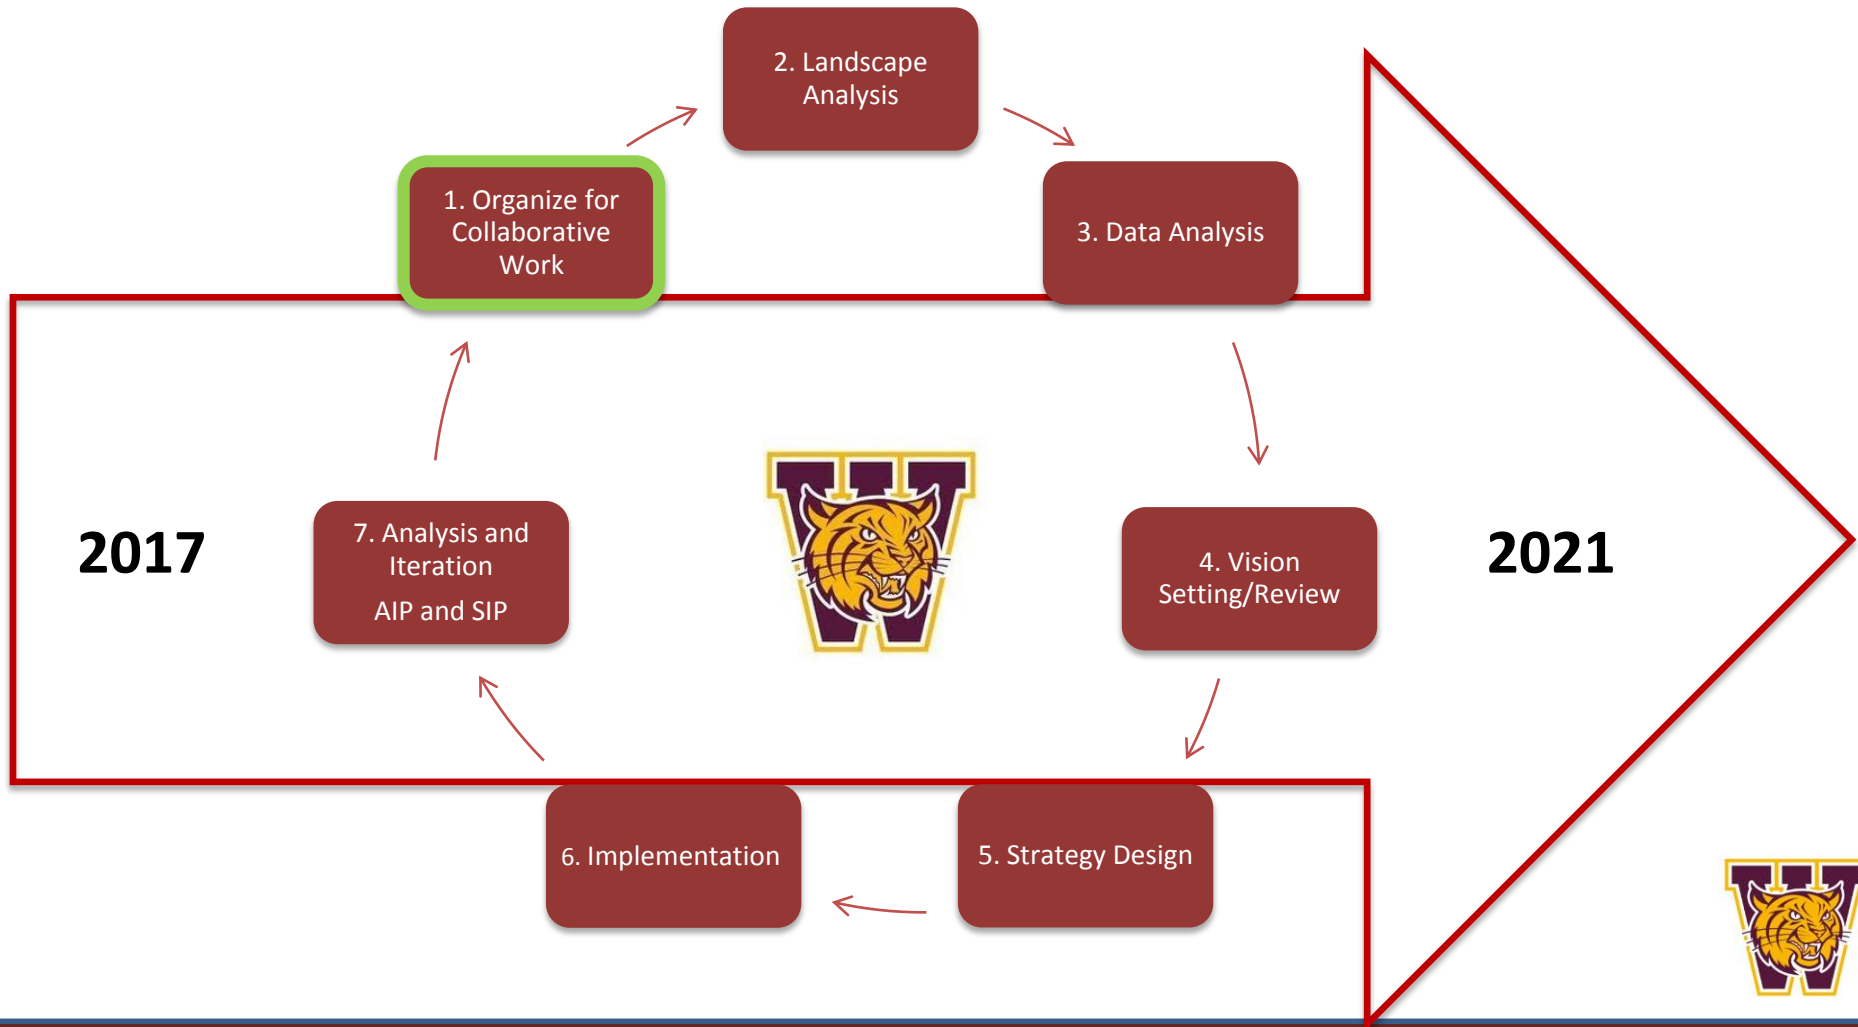 2. Landscape
Analysis
1. Organize for
Collaborative
Work
3. Data Analysis
2017
7. Analysis and
Iteration
AIP and SIP
W
4. Vision
Setting/Review
2021
6. Implementation
5. Strategy Design
W